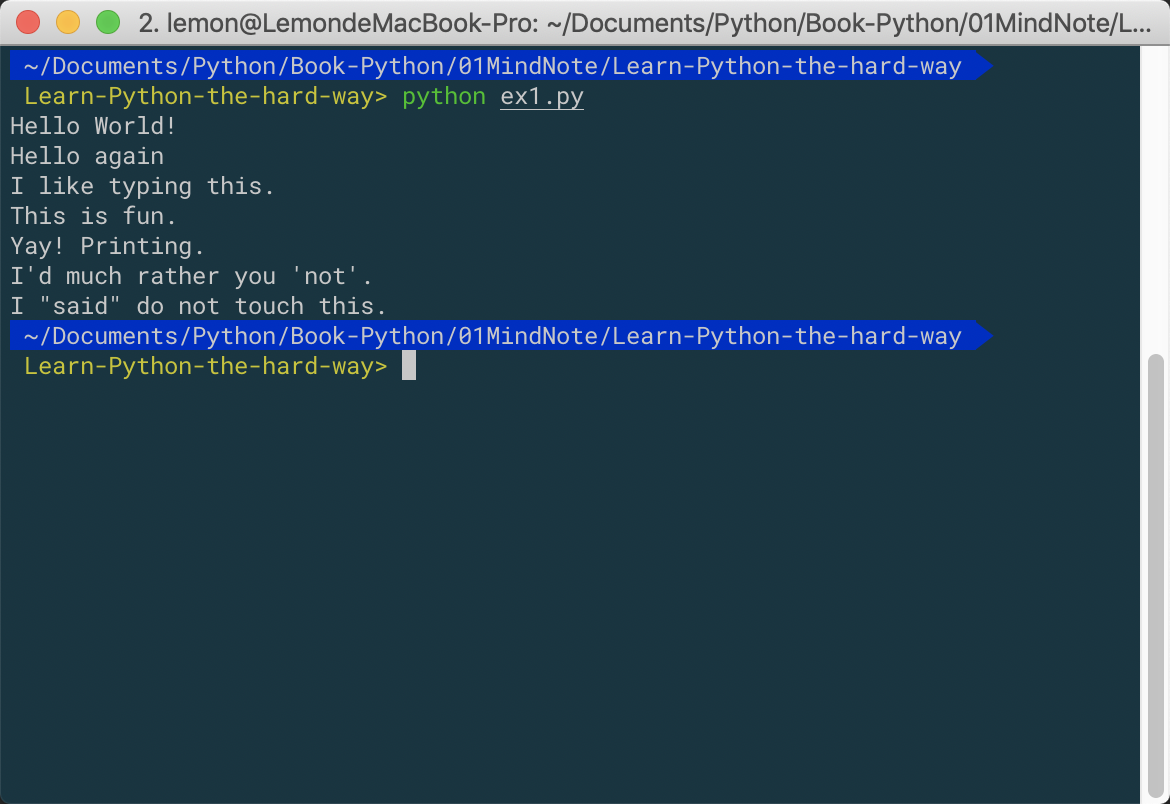 2. lemon@LemondeMacBook-Pro: ~/Documents/Python/Book-Python/01MindNote/L...
~/Documents/Python/Book-Python/01MindNote/Learn-Python-the-hard-way
Learn-Python-the-hard-way> python ex1.py
Hello World!
Hello again
I like typing this.
This is fun.
Yay! Printing.
I'd much rather you 'not'.
I "said" do not touch this.
~/Documents/Python/Book-Python/01MindNote/Learn-Python-the-hard-way
Learn-Python-the-hard-way>